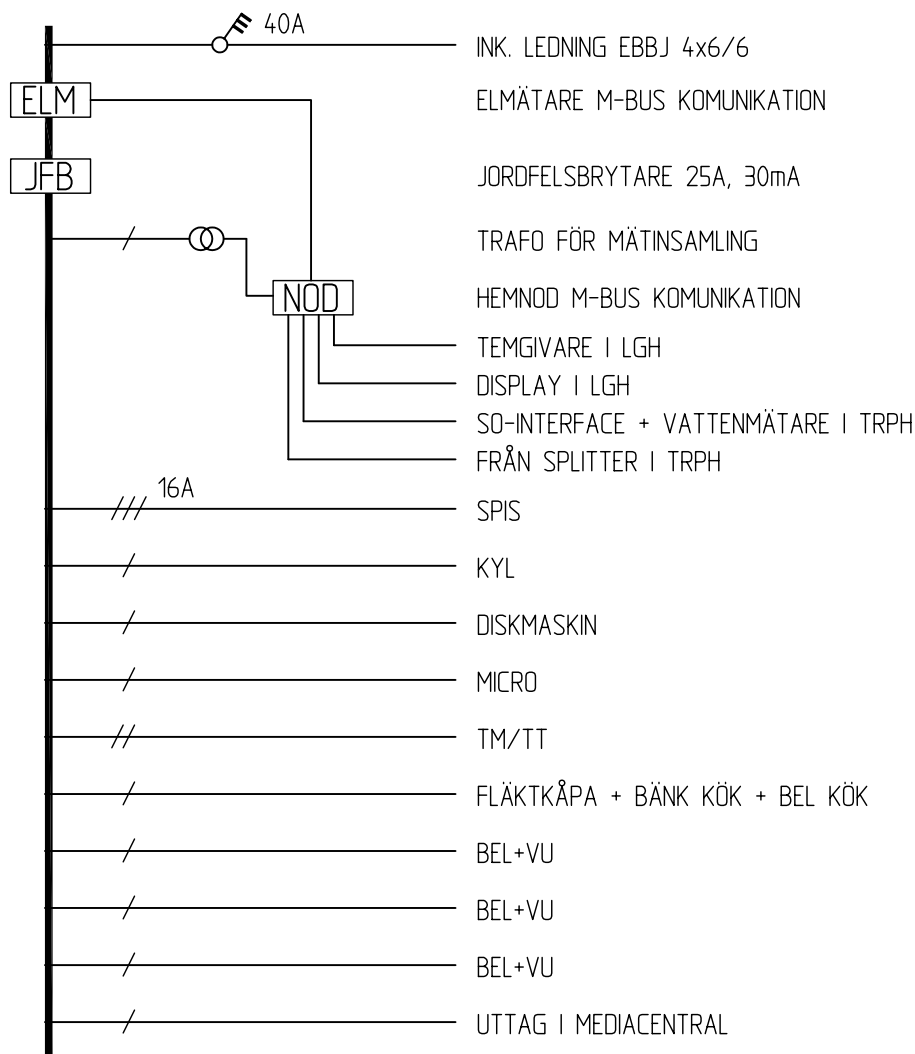 40A
INK. LEDNING EBBJ 4x6/6
ELM
ELMÄTARE M-BUS KOMUNIKATION
JFB
JORDFELSBRYTARE 25A, 30mA
TRAFO FÖR MÄTINSAMLING
NOD
HEMNOD M-BUS KOMUNIKATION
TEMGIVARE I LGH
DISPLAY I LGH
SO-INTERFACE + VATTENMÄTARE I TRPH
FRÅN SPLITTER I TRPH
16A
SPIS
KYL
DISKMASKIN
MICRO
TM/TT
FLÄKTKÅPA + BÄNK KÖK + BEL KÖK
BEL+VU
BEL+VU
BEL+VU
UTTAG I MEDIACENTRAL